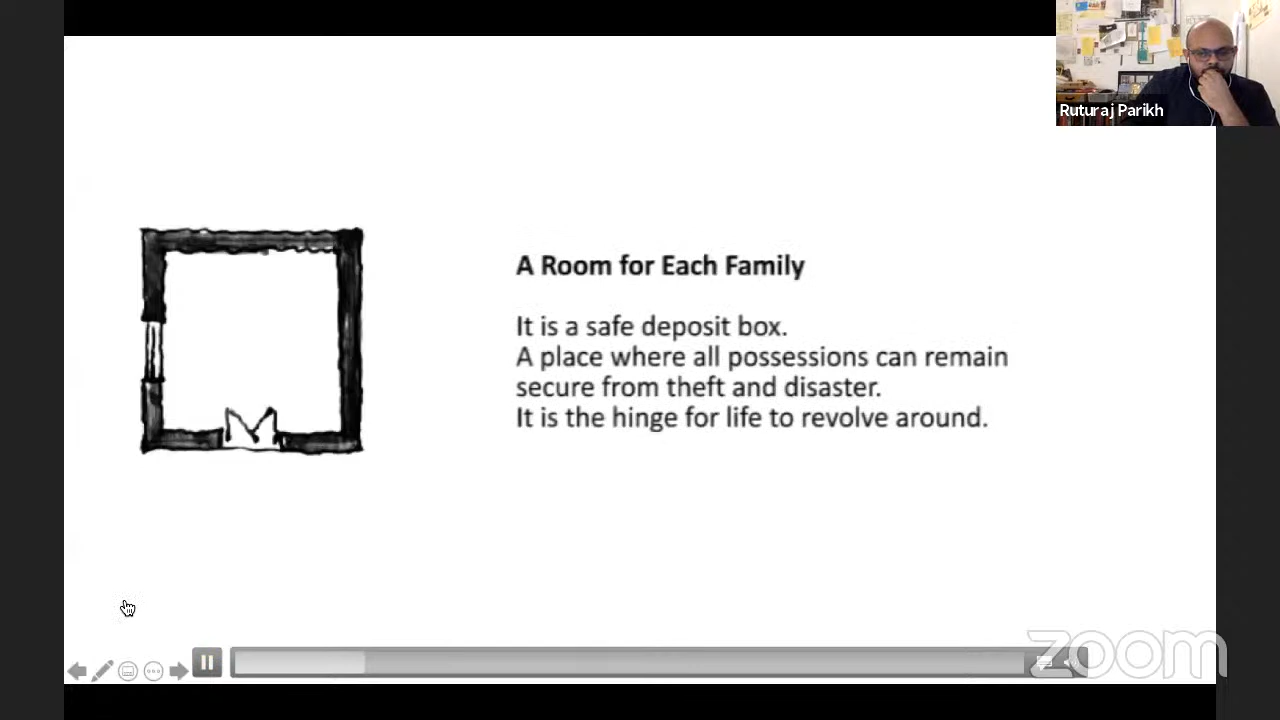 Ruturaj Parikh
A Room for Each Family
It is a safe deposit box.
A place where all possessions can remain
secure from theft and disaster.
It is the hinge for life to revolve around.
zoom